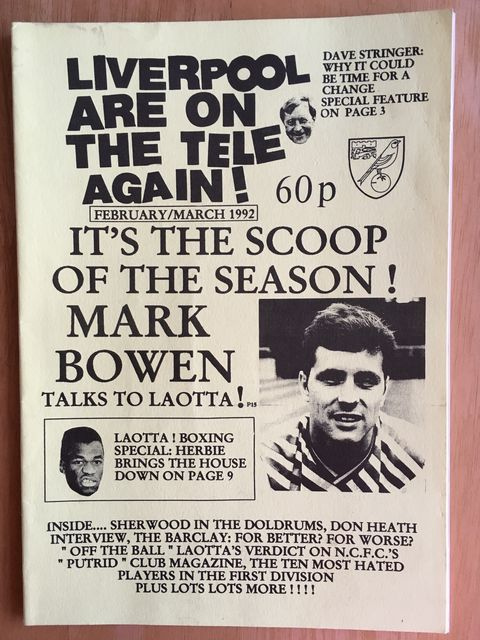 LIVERPOOL
ARE ON
THE TELE
AGAIN!
DAVE STRINGER:
WHY IT COULD
BE TIME FOR A
CHANGE
SPECIAL FEATURE
ON PAGE 3
60p
FEBRUARY/MARCH 1992
IT'S THE SCOOP
OF THE SEASON !
MARK
BOWEN
TALKS TO LAOTTA! P15
LAOTTA ! BOXING
SPECIAL: HERBIE
BRINGS THE HOUSE
DOWN ON PAGE 9
INSIDE.... SHERWOOD IN THE DOLDRUMS, DON HEATH
INTERVIEW, THE BARCLAY: FOR BETTER? FOR WORSE?
" OFF THE BALL " LAOTTA'S VERDICT ON N.C.F.C.'S
" PUTRID " CLUB MAGAZINE, THE TEN MOST HATED
PLAYERS IN THE FIRST DIVISION
PLUS LOTS LOTS MORE ! ! ! !